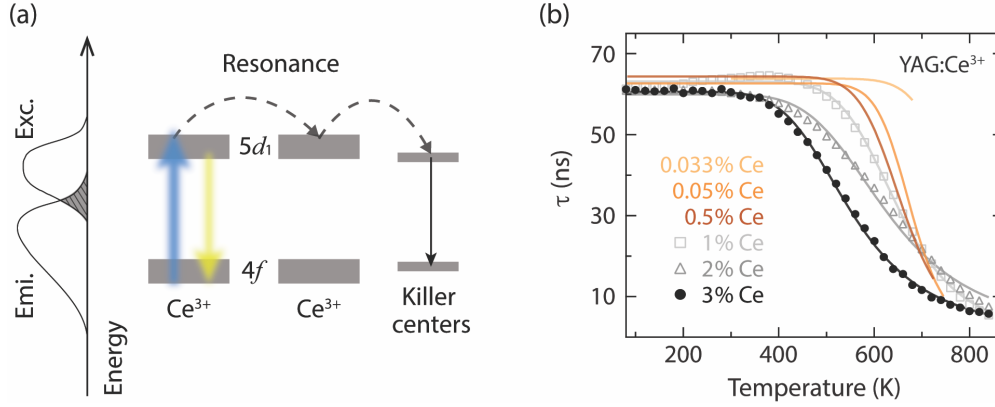 (a)
Resonance
Exc.
Emi.
Energy
5d₁
4f
Ce³⁺
Ce³⁺
Killer
centers
(b)
YAG:Ce³⁺
70
50
30
10
τ (ns)
0.033% Ce
0.05% Ce
0.5% Ce
1% Ce
2% Ce
3% Ce
200
400
600
800
Temperature (K)